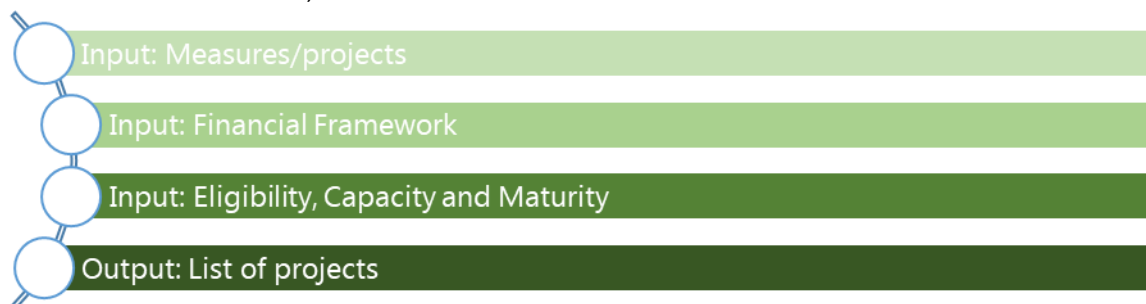 Input: Measures/projects
Input: Financial Framework
Input: Eligibility, Capacity and Maturity
Output: List of projects